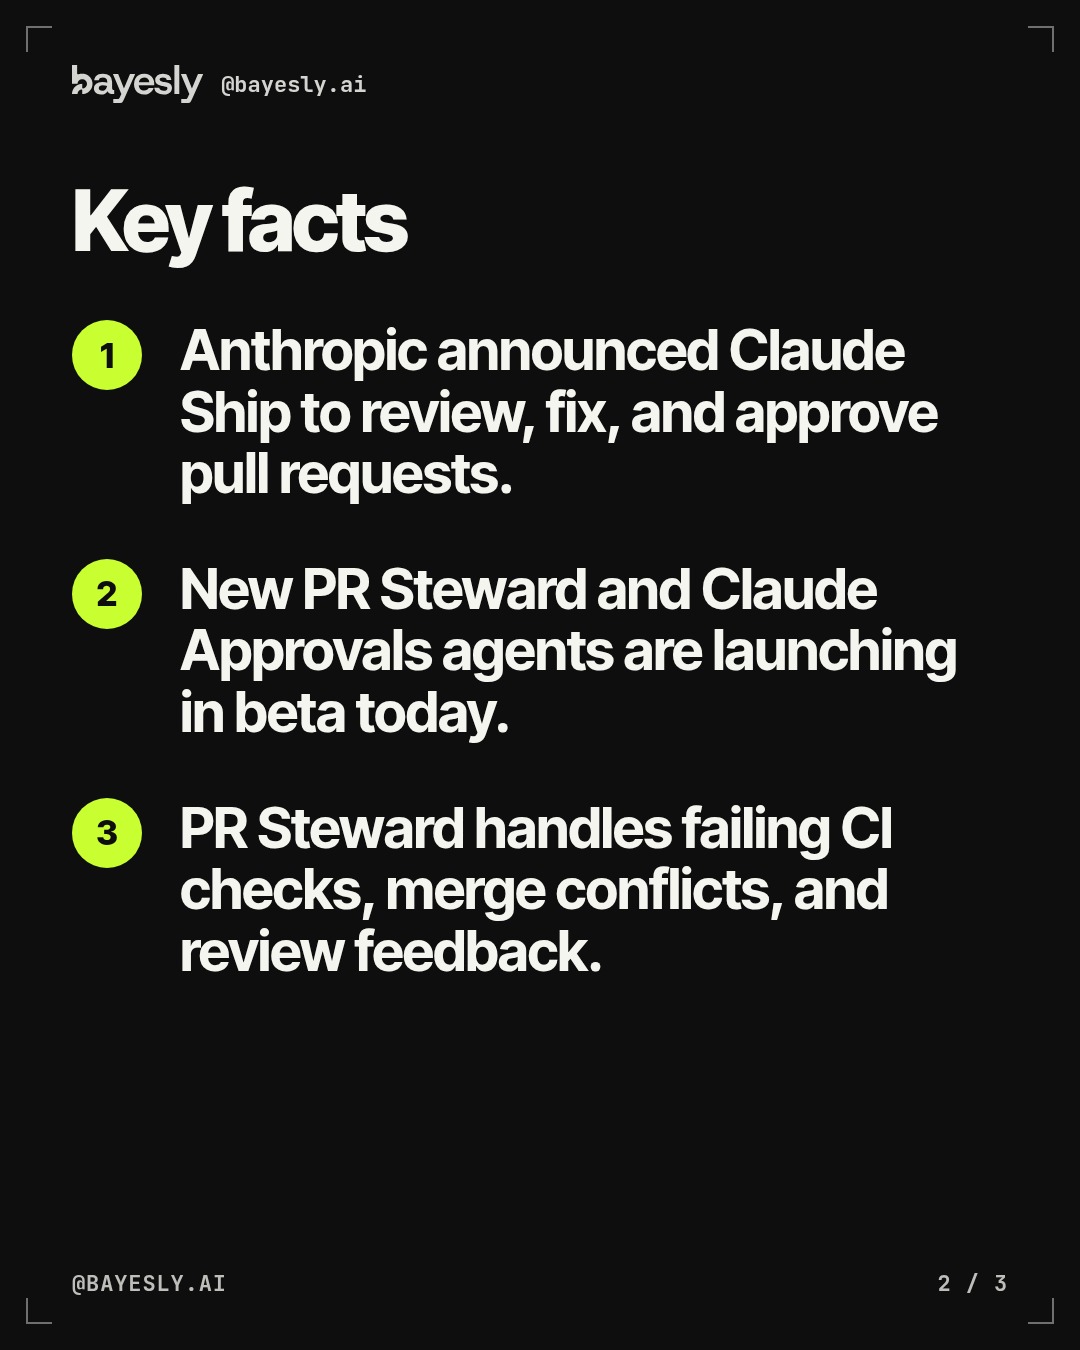 bayesly @bayesly.ai
Key facts
1 Anthropic announced Claude
Ship to review, fix, and approve
pull requests.
2 New PR Steward and Claude
Approvals agents are launching
in beta today.
3 PR Steward handles failing CI
checks, merge conflicts, and
review feedback.
@BAYESLY.AI 2 / 3